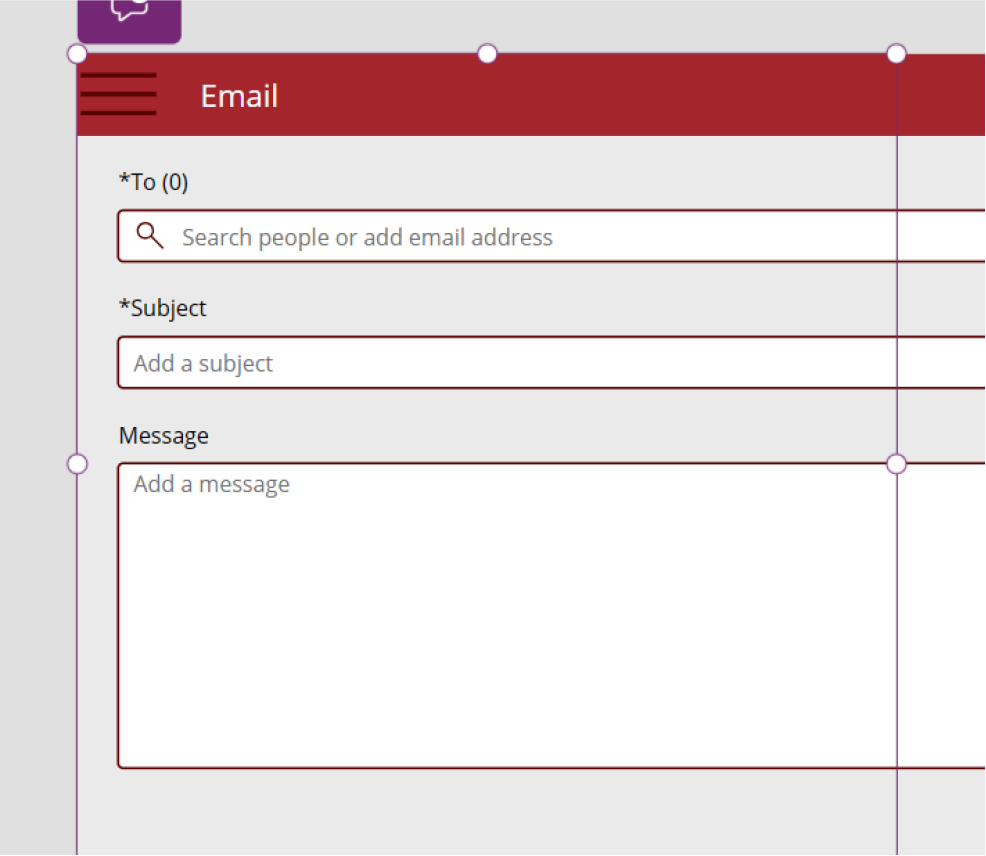 Email
*To (0)
Search people or add email address
*Subject
Add a subject
Message
Add a message